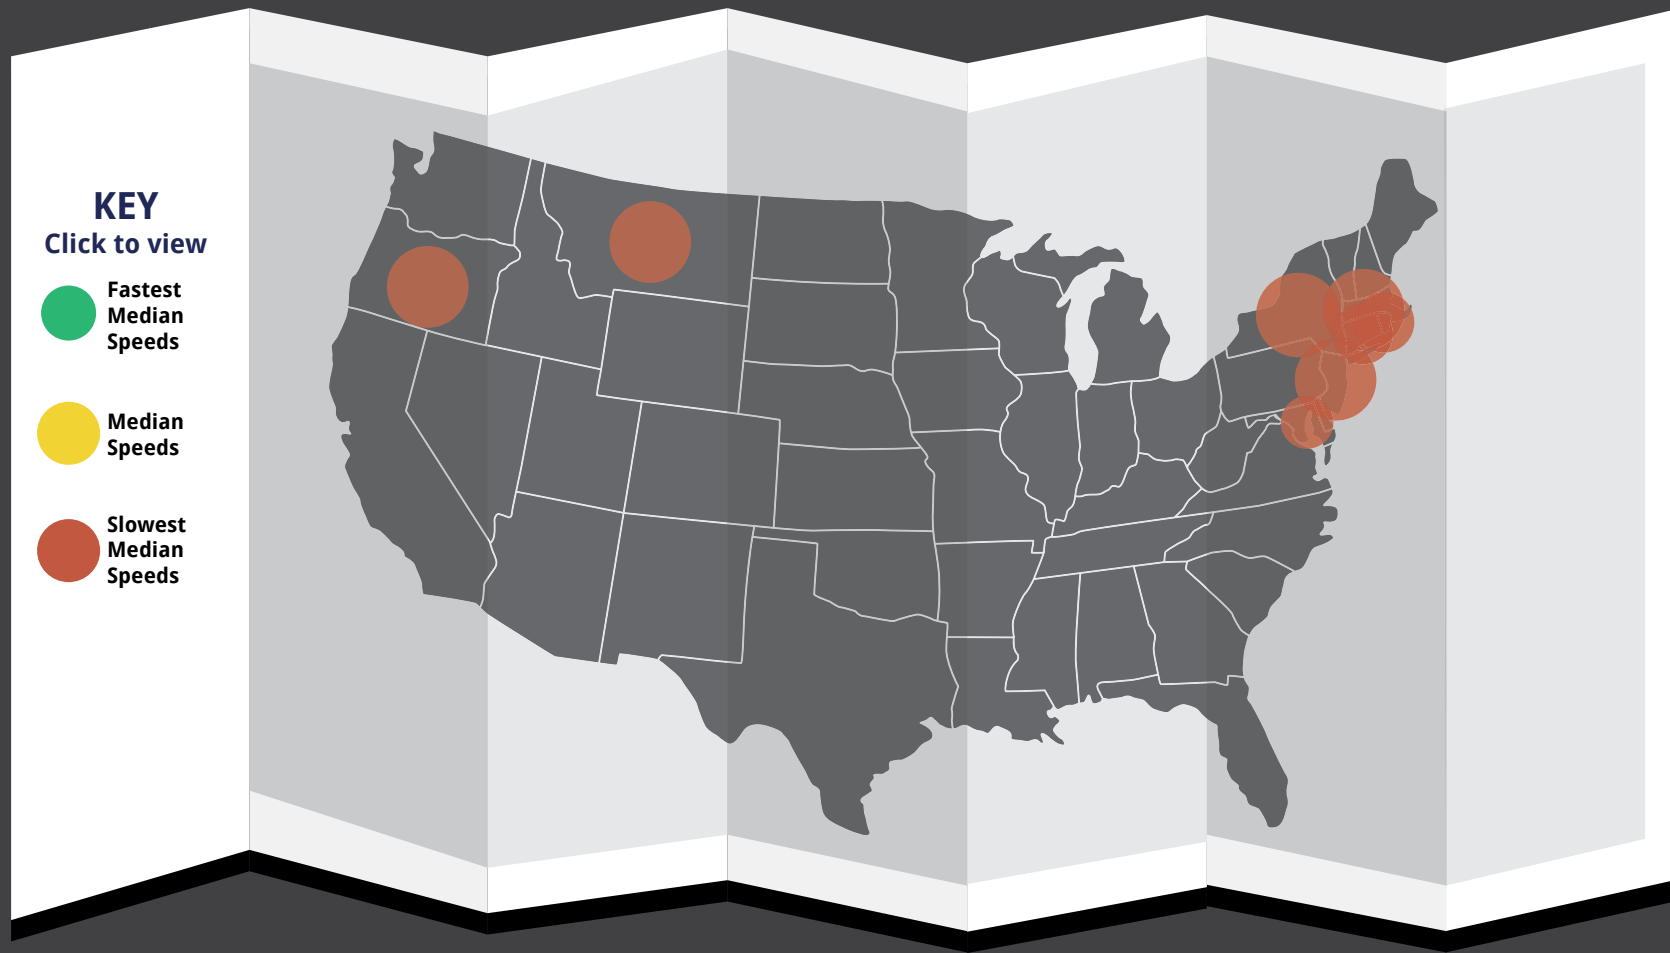 KEY
Click to view
Fastest
Median
Speeds
Median
Speeds
Slowest
Median
Speeds